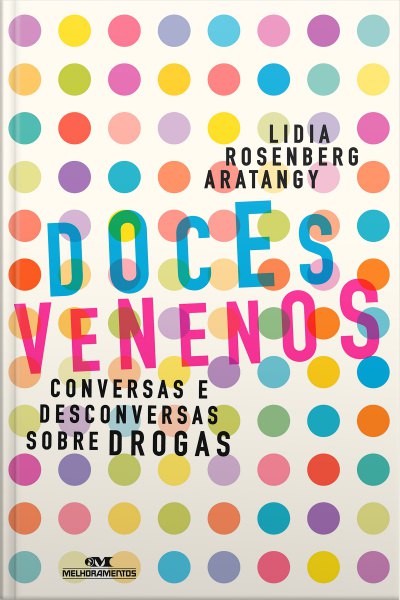 LIDIA
ROSENBERG
ARATANGY
DOCES
VENENOS
CONVERSAS E
DESCONVERSAS
SOBRE DROGAS
MELHORAMENTOS